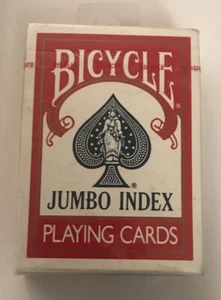 BICYCLE
®
®
JUMBO INDEX
PLAYING CARDS